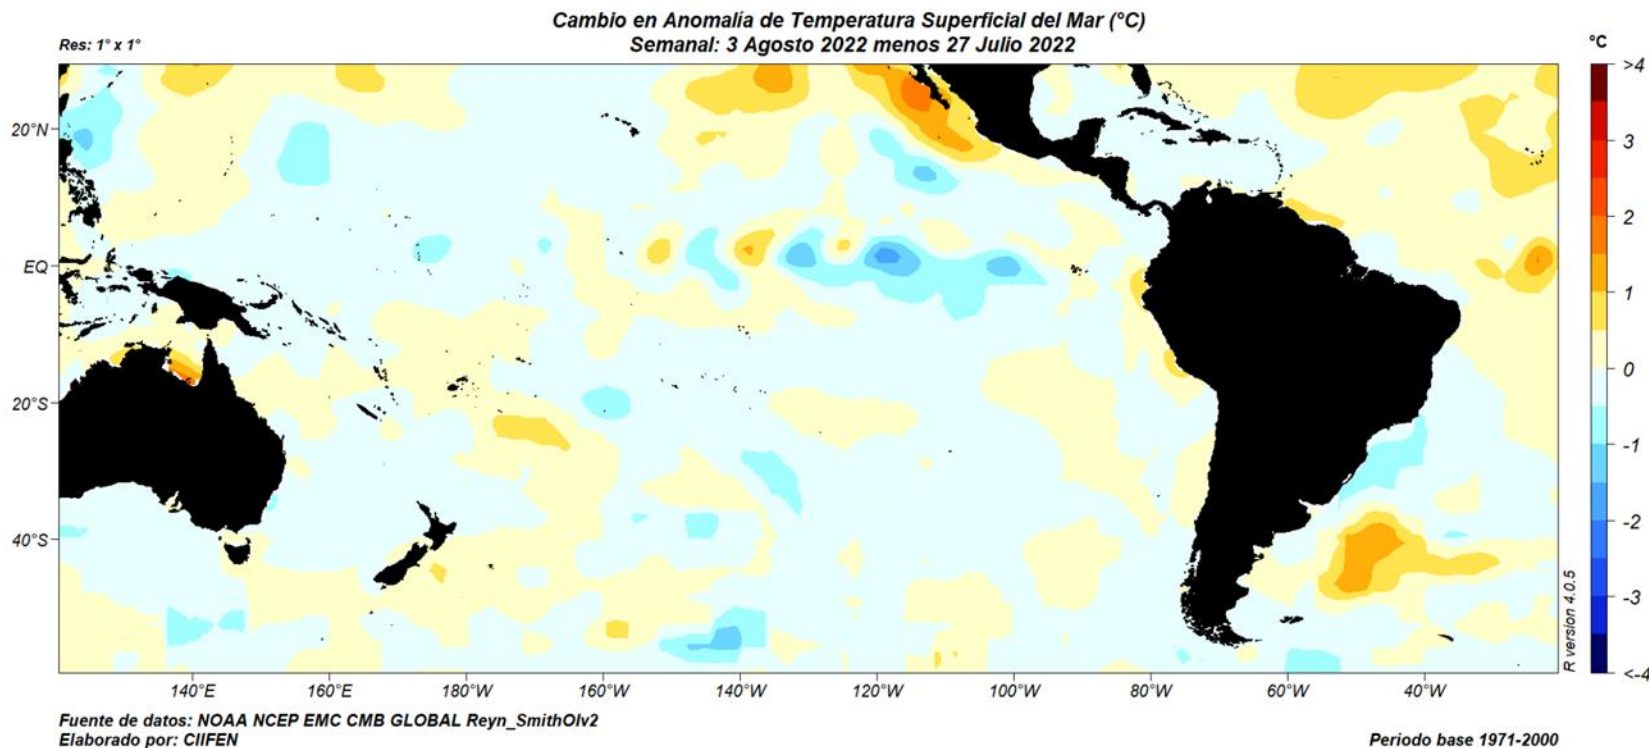 Cambio en Anomalía de Temperatura Superficial del Mar (°C)
Semanal: 3 Agosto 2022 menos 27 Julio 2022
Res: 1° x 1°
°C
>4
3
2
1
0
-1
-2
-3
<-4
20°N
EQ
20°S
40°S
140°E
160°E
180°W
160°W
140°W
120°W
100°W
80°W
60°W
40°W
R version 4.0.5
Fuente de datos: NOAA NCEP EMC CMB GLOBAL Reyn_SmithOIv2
Elaborado por: CIIFEN
Periodo base 1971-2000